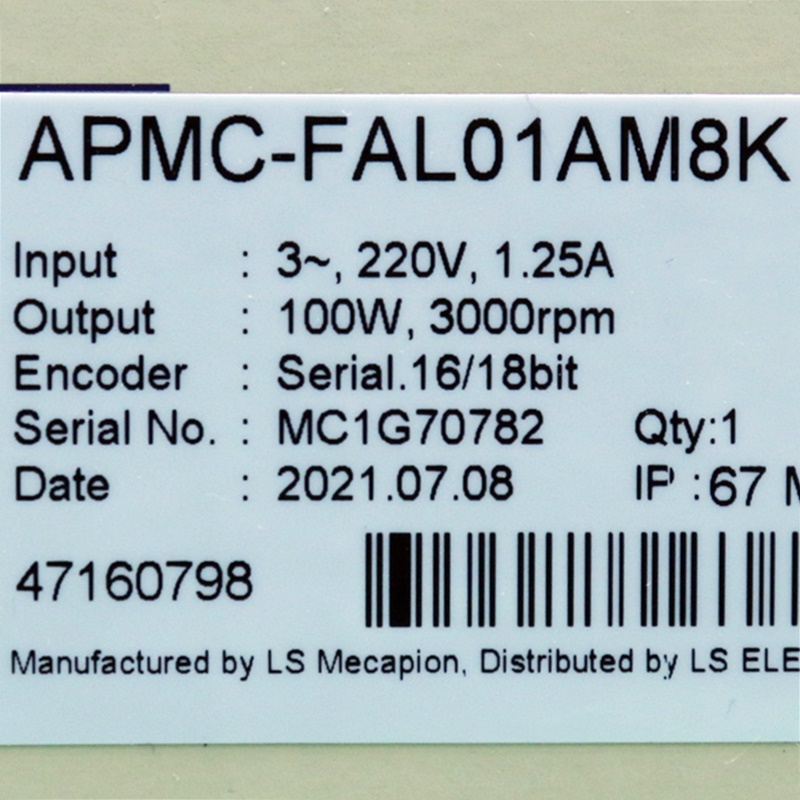 APMC-FAL01AM8K
Input : 3~, 220V, 1.25A
Output : 100W, 3000rpm
Encoder : Serial.16/18bit
Serial No. : MC1G70782 Qty:1
Date : 2021.07.08 IP :67
47160798
Manufactured by LS Mecapion, Distributed by LS